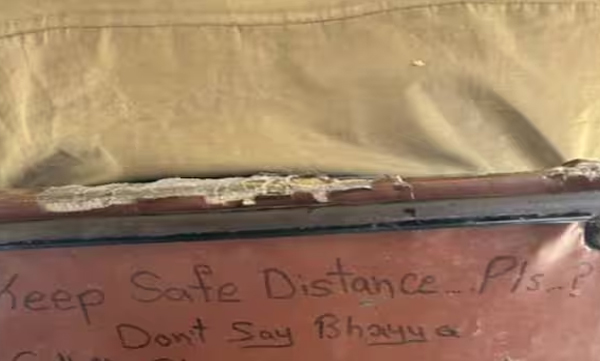 Keep Safe Distance... Pls..?
Don't Say Bhayya